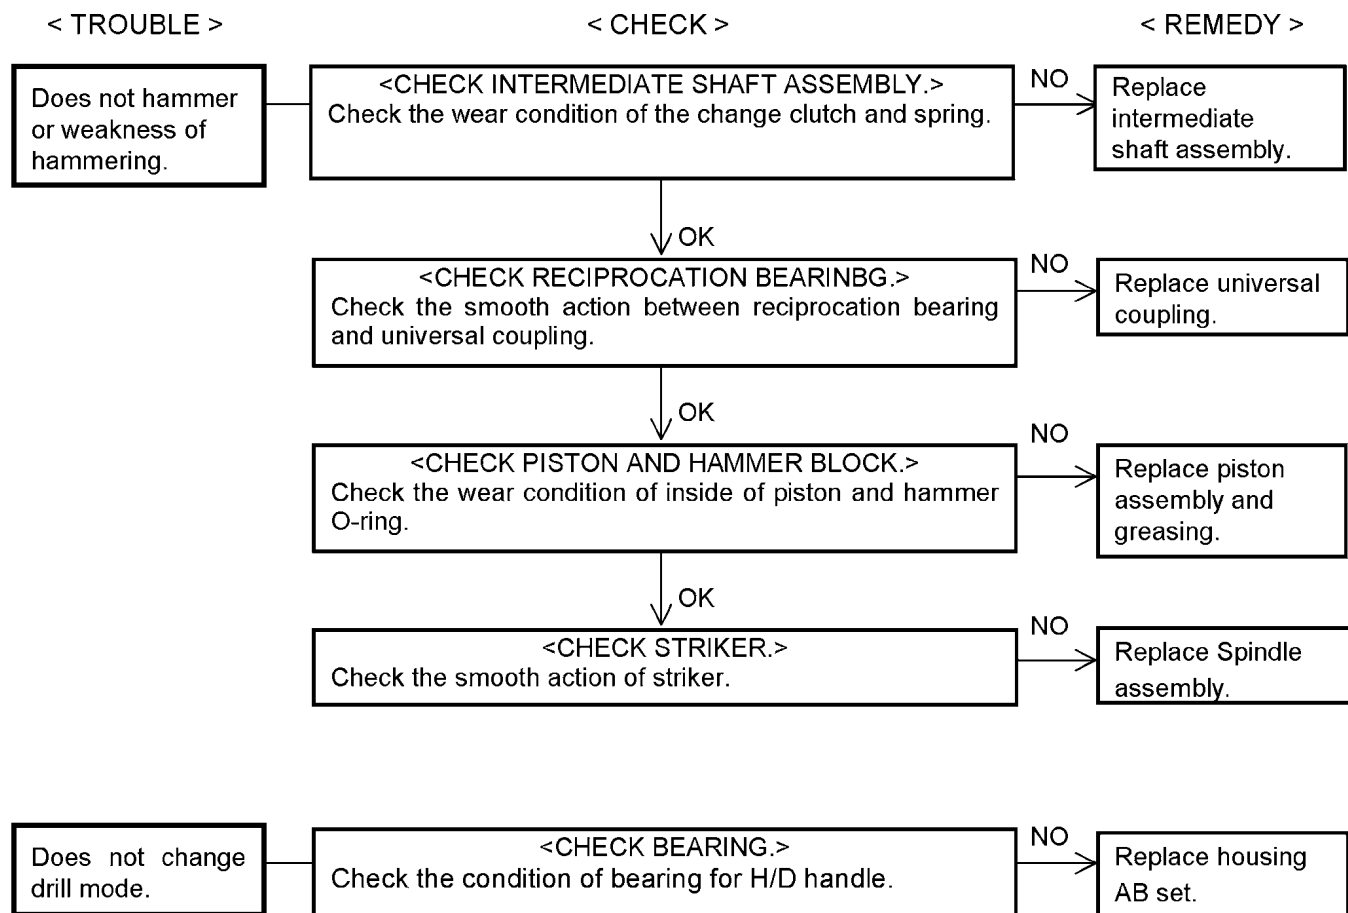 < TROUBLE >
< CHECK >
< REMEDY >
Does not hammer
or weakness of
hammering.
<CHECK INTERMEDIATE SHAFT ASSEMBLY.>
Check the wear condition of the change clutch and spring.
NO
Replace
intermediate
shaft assembly.
OK
<CHECK RECIPROCATION BEARINBG.>
Check the smooth action between reciprocation bearing
and universal coupling.
NO
Replace universal
coupling.
OK
<CHECK PISTON AND HAMMER BLOCK.>
Check the wear condition of inside of piston and hammer
O-ring.
NO
Replace piston
assembly and
greasing.
OK
<CHECK STRIKER.>
Check the smooth action of striker.
NO
Replace Spindle
assembly.
Does not change
drill mode.
<CHECK BEARING.>
Check the condition of bearing for H/D handle.
NO
Replace housing
AB set.